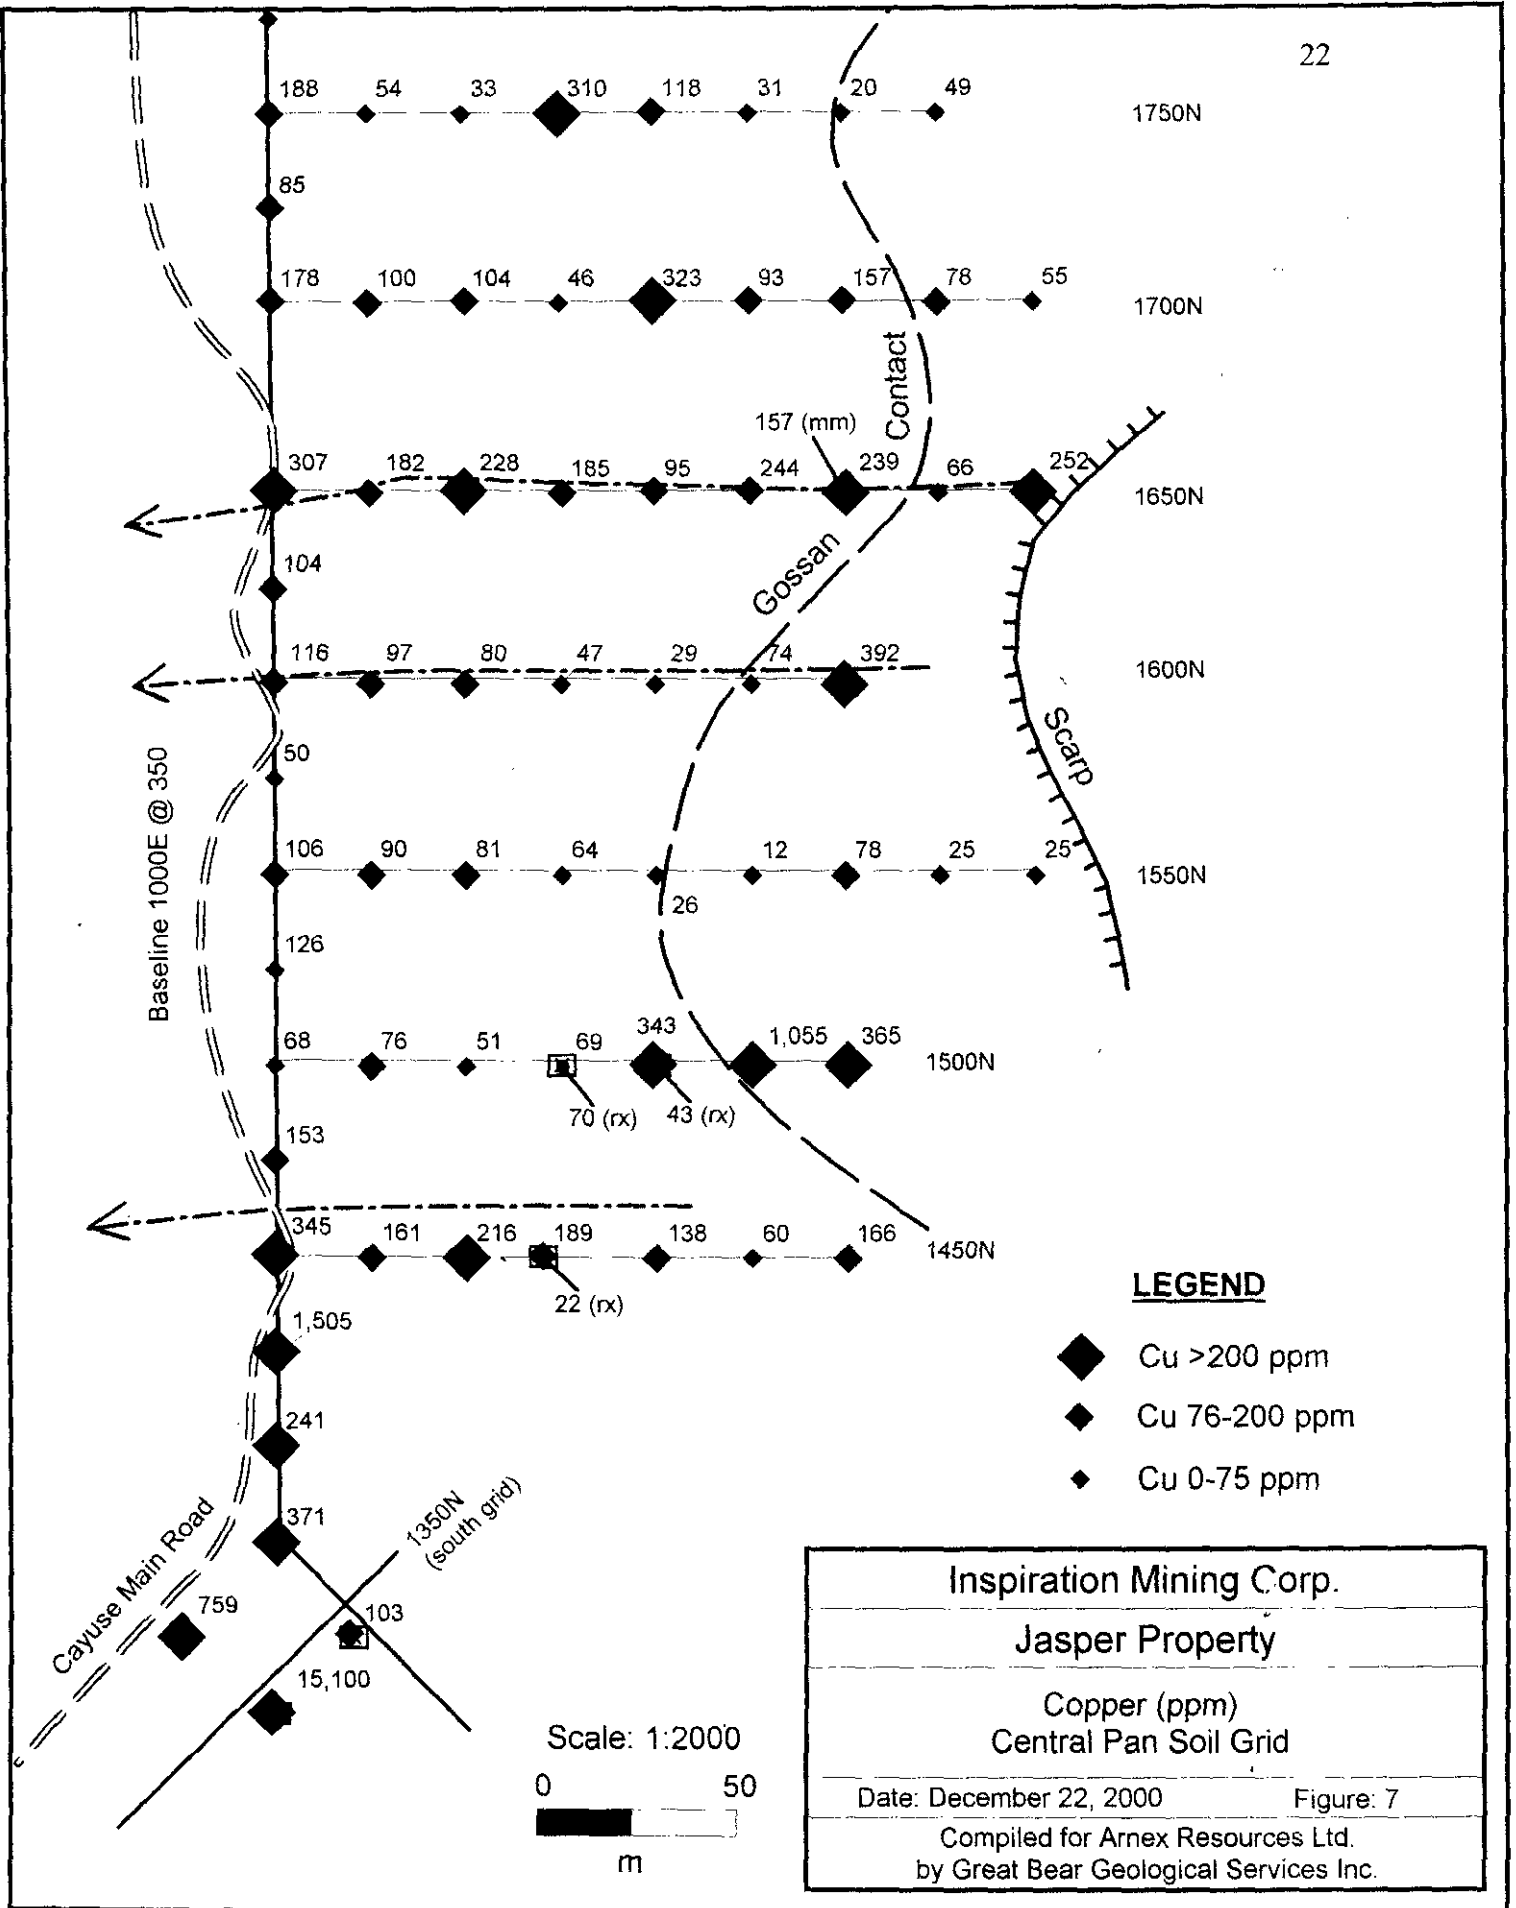 22
188 54 33 310 118 31 20 49
1750N
85
178 100 104 46 323 93 157 78 55
1700N
Contact
157 (mm)
307 182 228 185 95 244 239 66 252
1650N
104
Gossan
116 97 80 47 29 74 392
1600N
Scarp
50
Baseline 1000E @ 350
106 90 81 64 12 78 25 25
1550N
26
126
68 76 51 69 343 1,055 365
1500N
70 (rx) 43 (rx)
153
345 161 216 189 138 60 166
1450N
22 (rx)
1,505
241
371
1350N
(south grid)
Cayuse Main Road
759
103
15,100
LEGEND
Cu >200 ppm
Cu 76-200 ppm
Cu 0-75 ppm
Scale: 1:2000
0 50
m
Inspiration Mining Corp.
Jasper Property
Copper (ppm)
Central Pan Soil Grid
Date: December 22, 2000 Figure: 7
Compiled for Arnex Resources Ltd.
by Great Bear Geological Services Inc.